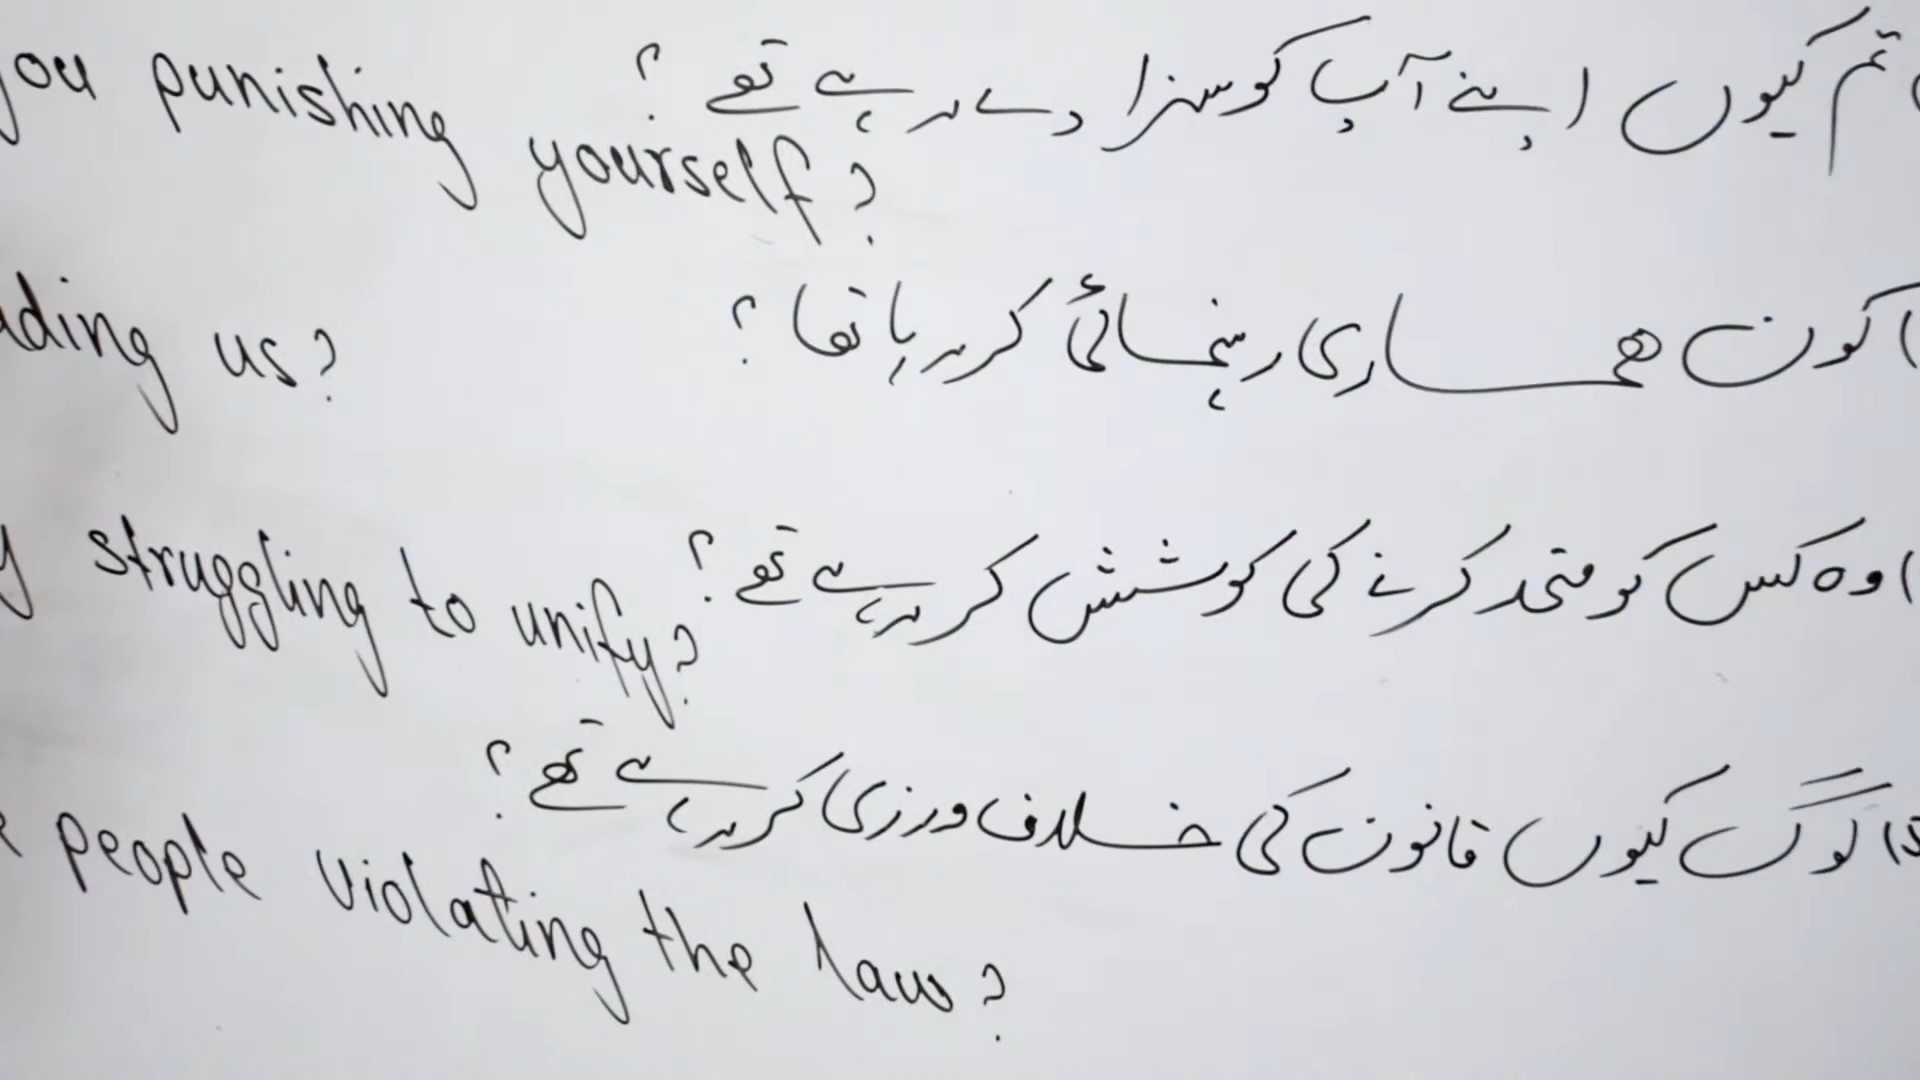 you punishing yourself?
تم کیوں اپنے آپ کو سزا دے رہے تھے؟
ading us?
کون ہماری رہنمائی کر رہا تھا؟
y struggling to unify?
وہ کس کو متحد کرنے کی کوشش کر رہے تھے؟
لوگ کیوں قانون کی خلاف ورزی کر رہے تھے؟
e people violating the law?